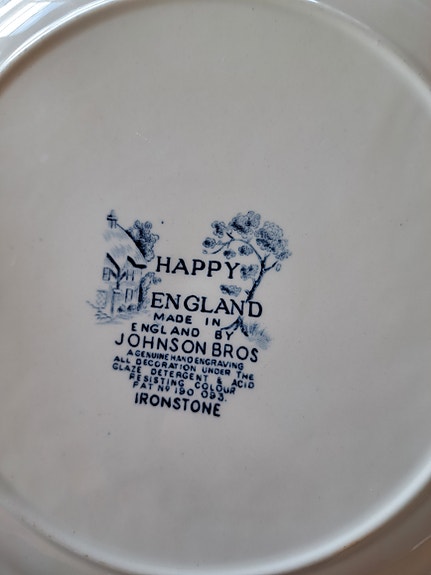 HAPPY
ENGLAND
MADE IN
ENGLAND BY
JOHNSON BROS
A GENUINE HAND ENGRAVING
ALL DECORATION UNDER THE
GLAZE DETERGENT & ACID
RESISTING COLOUR
PAT Nº 190 093.
IRONSTONE